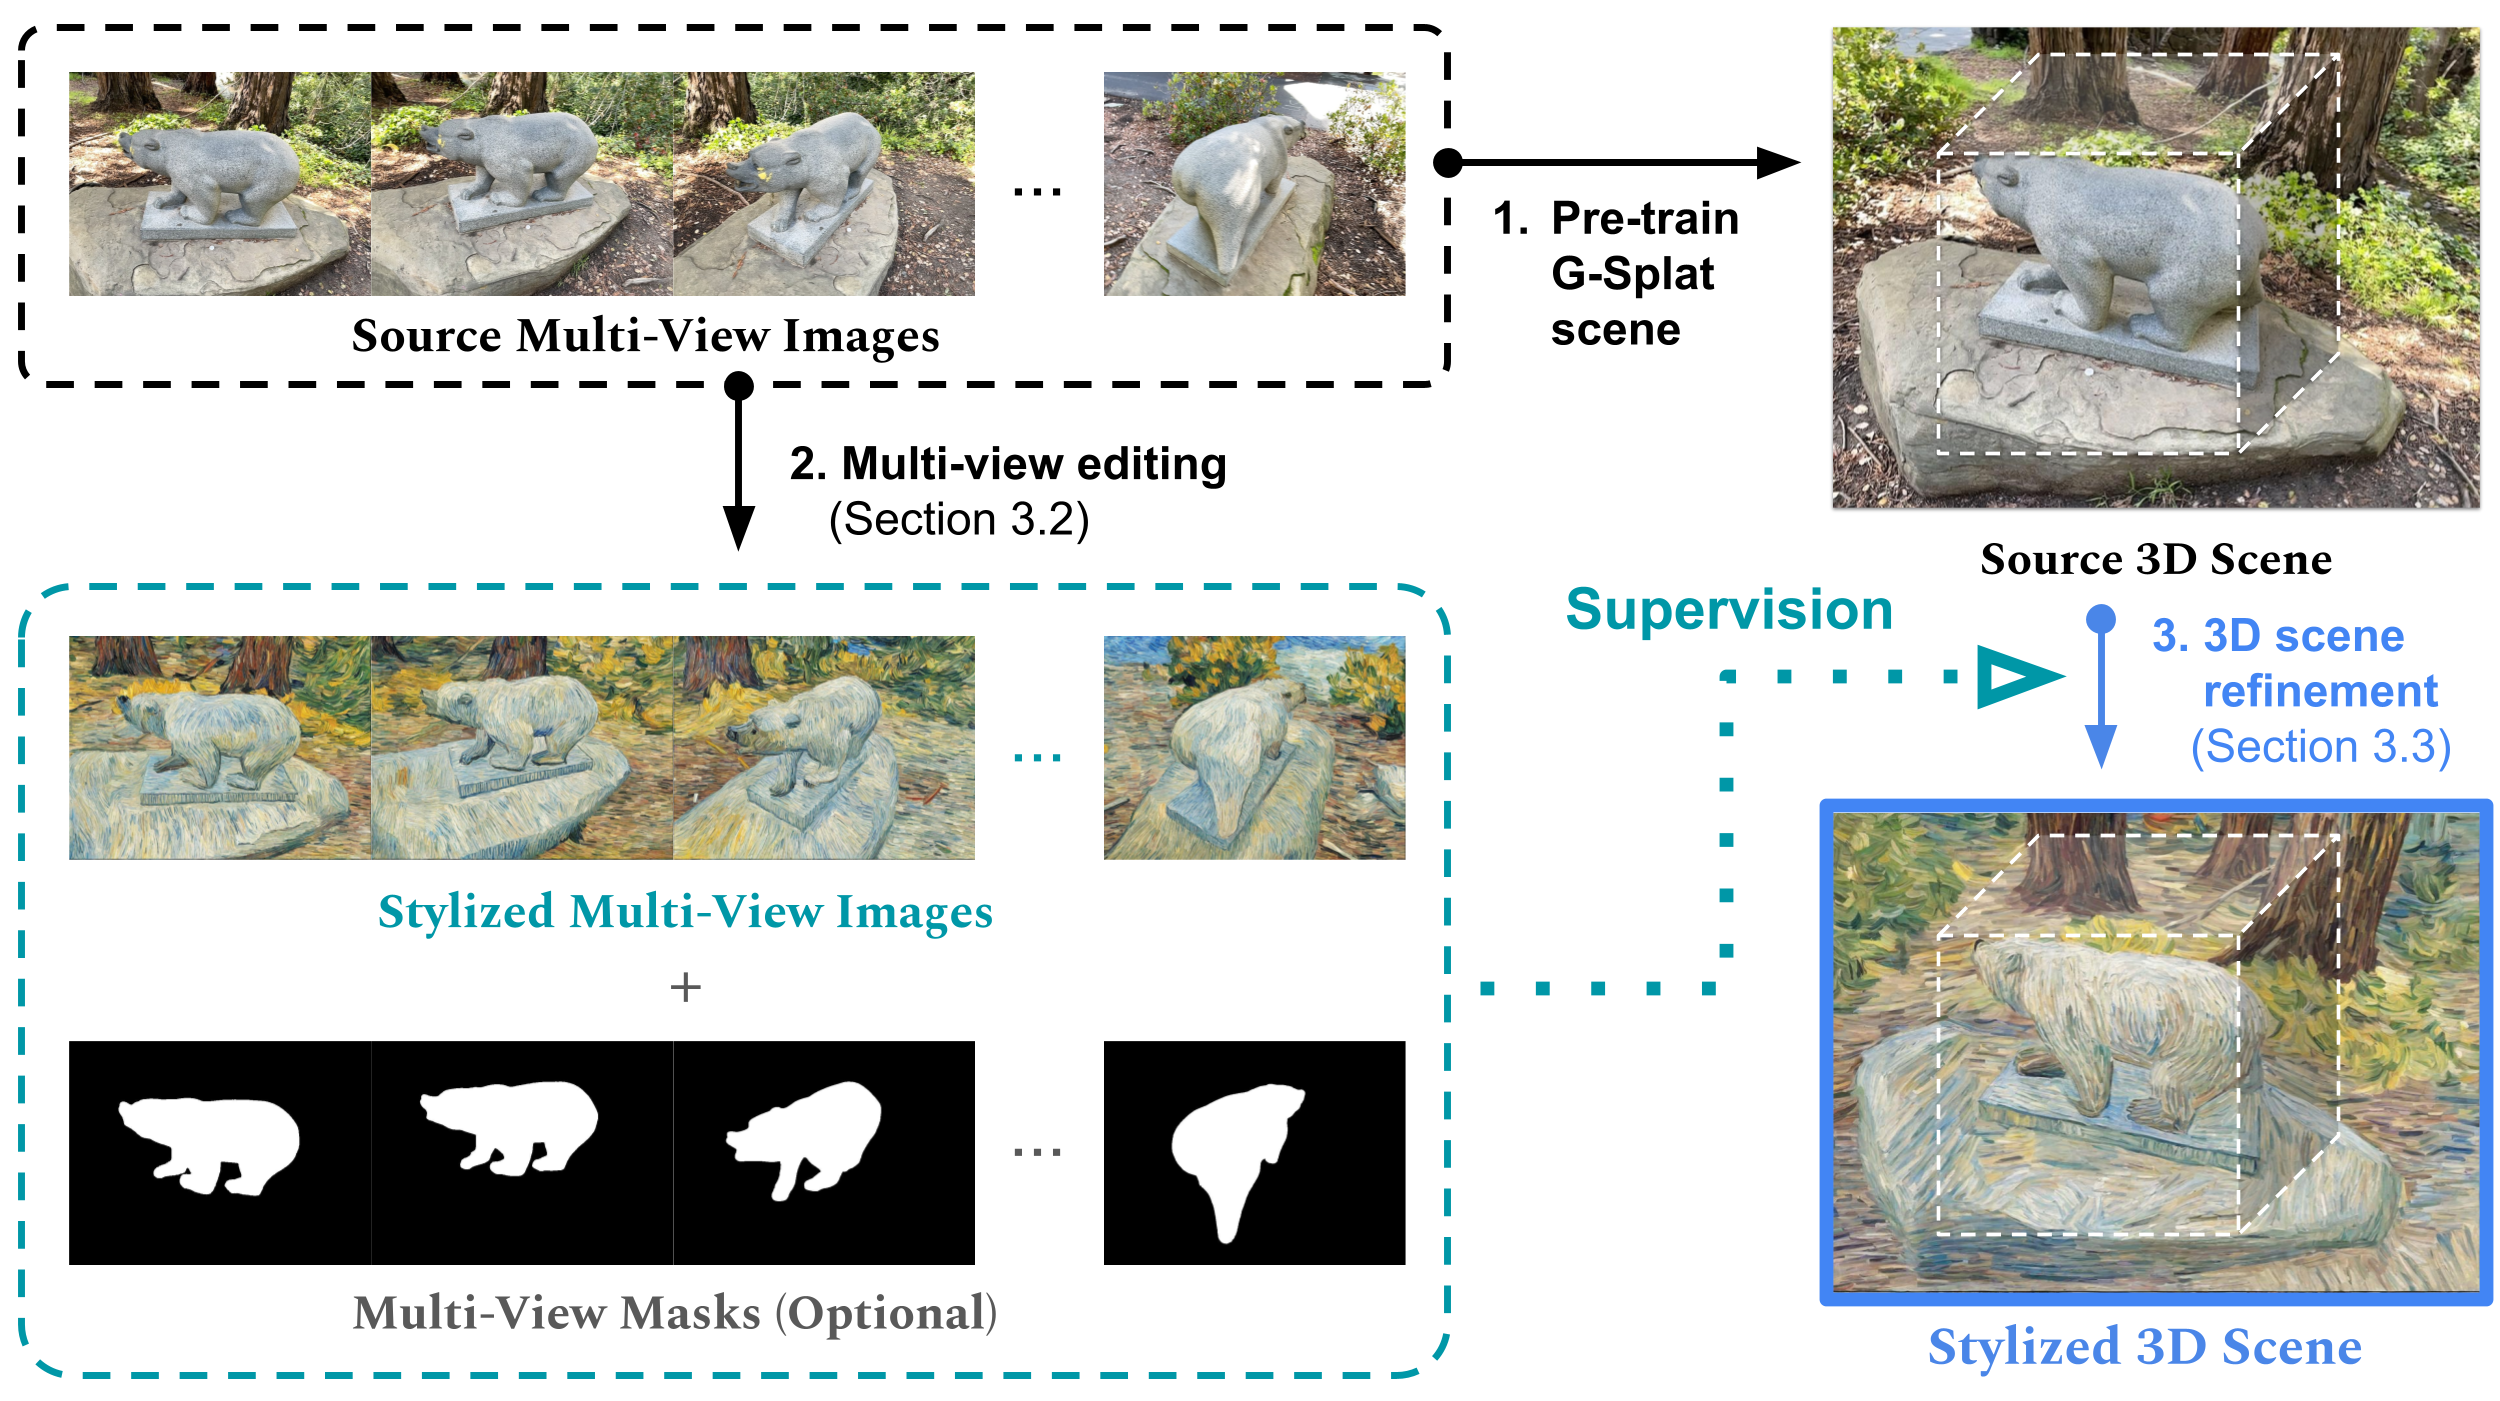 Source Multi-View Images
1. Pre-train
G-Splat
scene
2. Multi-view editing
(Section 3.2)
Source 3D Scene
Supervision
3. 3D scene
refinement
(Section 3.3)
Stylized Multi-View Images
+
Multi-View Masks (Optional)
Stylized 3D Scene